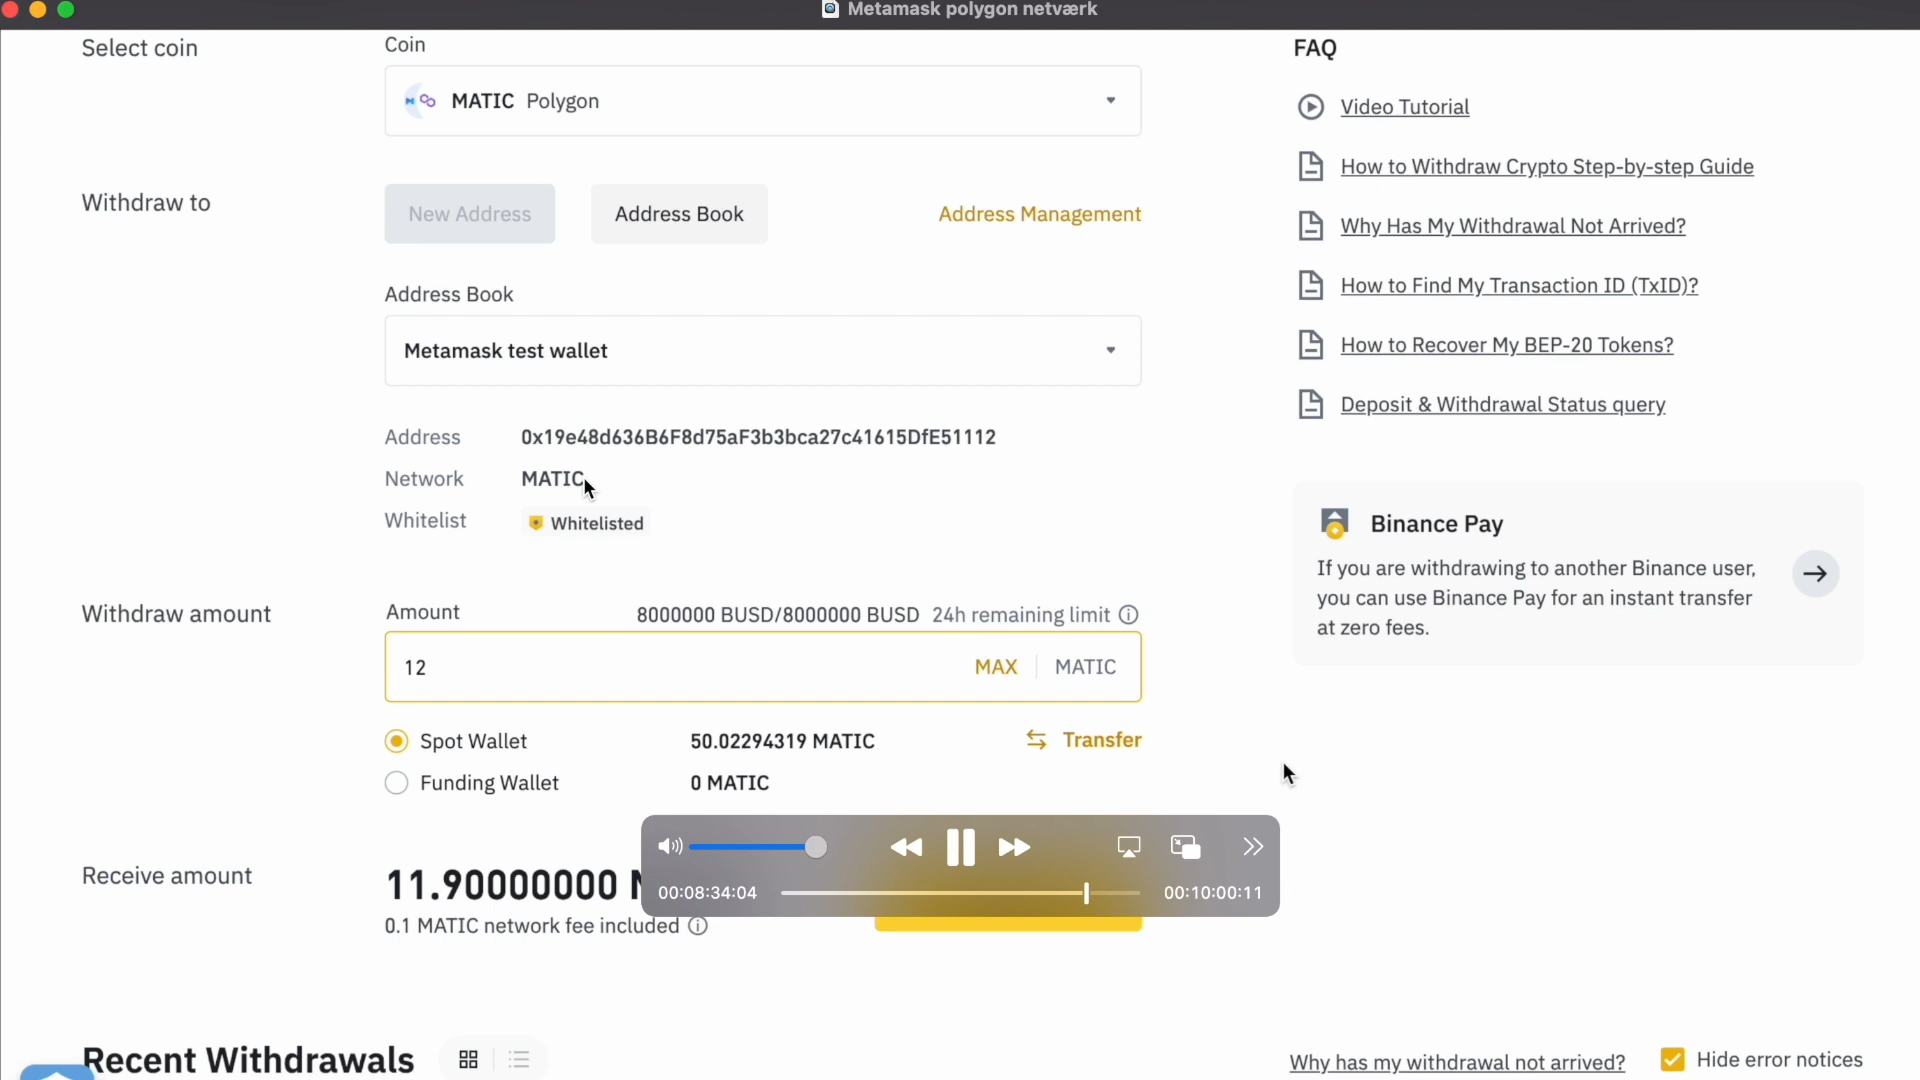 Metamask polygon netværk
Select coin
Coin
MATIC Polygon
Withdraw to
New Address
Address Book
Address Management
Address Book
Metamask test wallet
Address 0x19e48d636B6F8d75aF3b3bca27c41615DfE51112
Network MATIC
Whitelist Whitelisted
Withdraw amount
Amount 8000000 BUSD/8000000 BUSD 24h remaining limit
12 MAX MATIC
Spot Wallet 50.02294319 MATIC Transfer
Funding Wallet 0 MATIC
Receive amount
11.90000000
0.1 MATIC network fee included
00:08:34:04 00:10:00:11
FAQ
Video Tutorial
How to Withdraw Crypto Step-by-step Guide
Why Has My Withdrawal Not Arrived?
How to Find My Transaction ID (TxID)?
How to Recover My BEP-20 Tokens?
Deposit & Withdrawal Status query
Binance Pay
If you are withdrawing to another Binance user,
you can use Binance Pay for an instant transfer
at zero fees.
Recent Withdrawals
Why has my withdrawal not arrived? Hide error notices